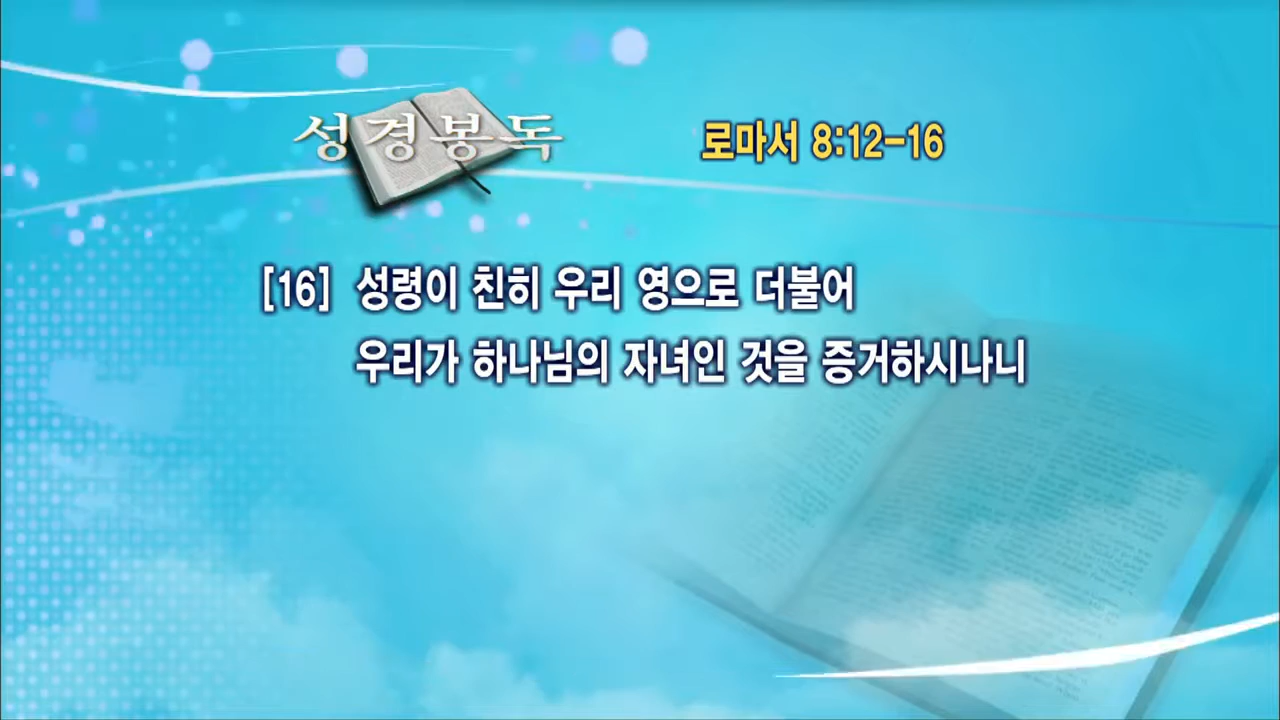 성경봉독
로마서 8:12-16
[16] 성령이 친히 우리 영으로 더불어
우리가 하나님의 자녀인 것을 증거하시나니